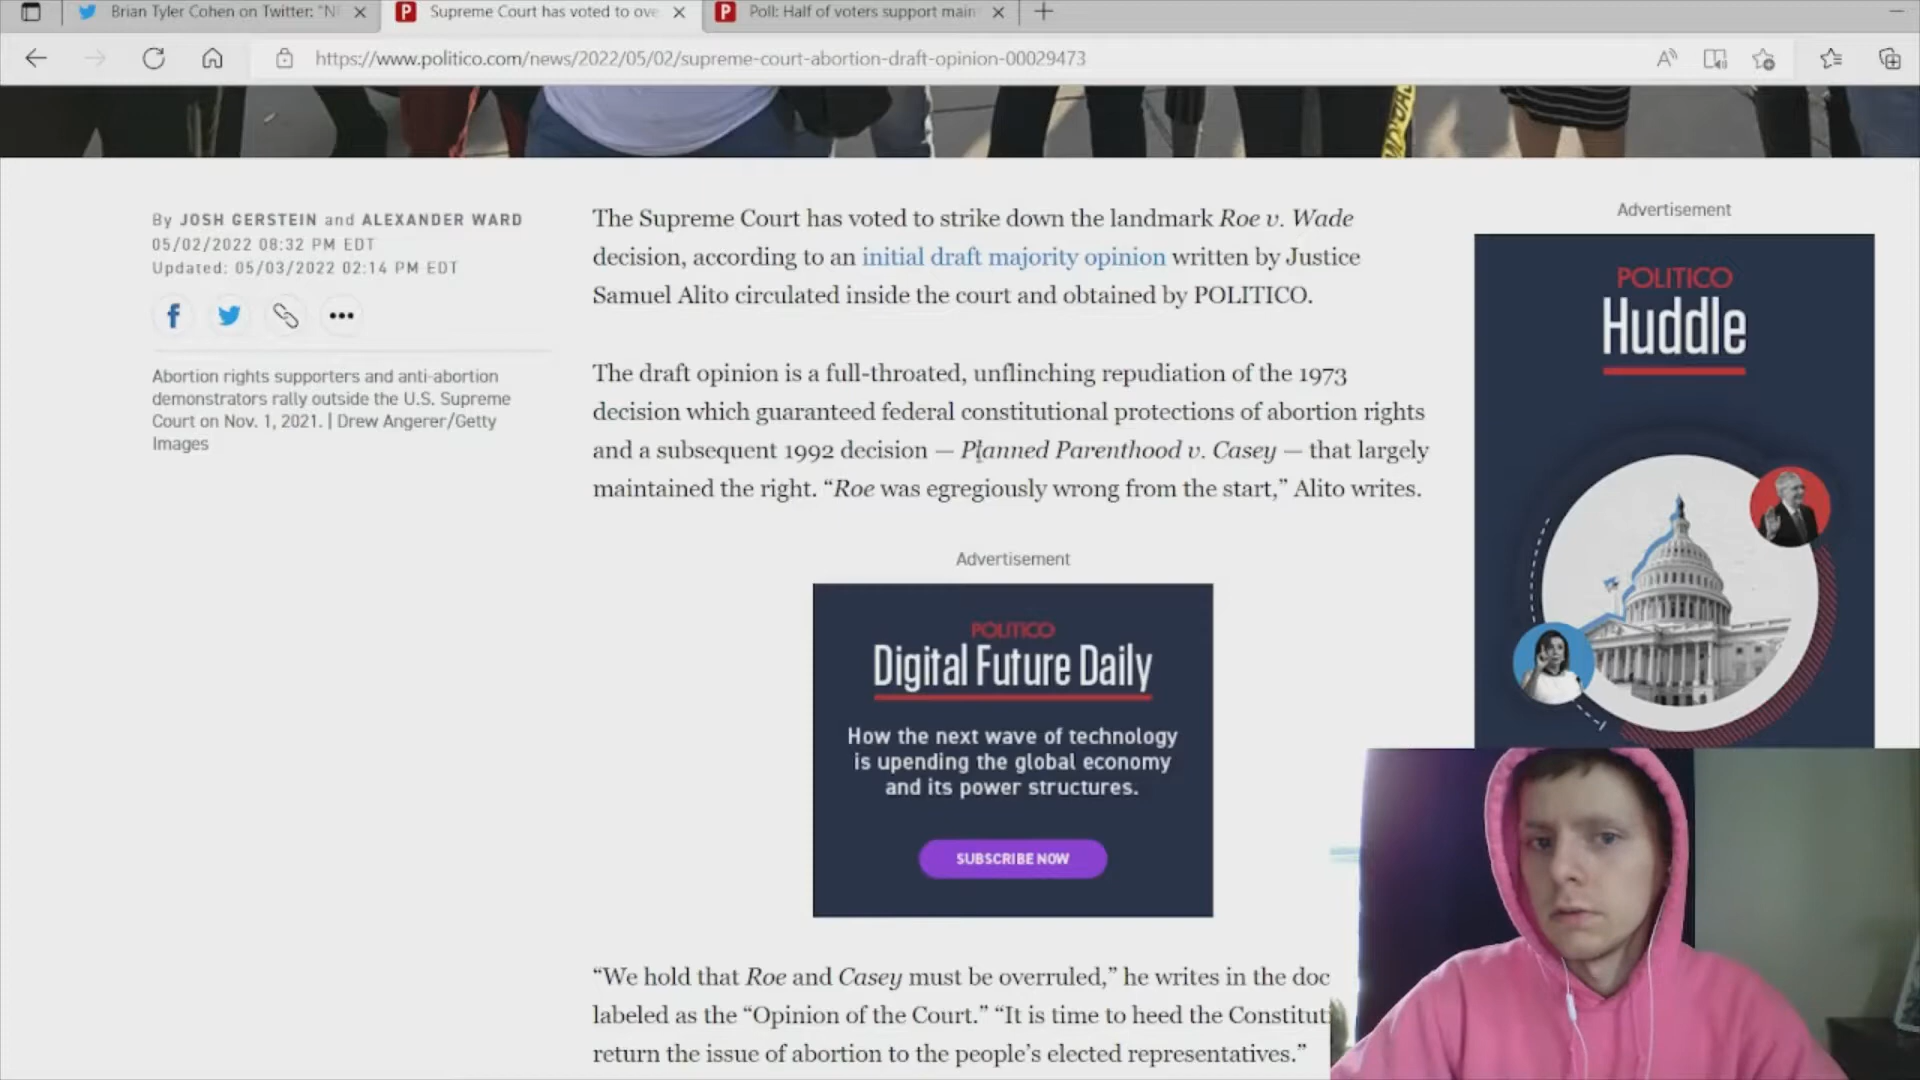 Brian Tyler Cohen on Twitter: "N
Supreme Court has voted to ove
Poll: Half of voters support main
https://www.politico.com/news/2022/05/02/supreme-court-abortion-draft-opinion-00029473
By JOSH GERSTEIN and ALEXANDER WARD
05/02/2022 08:32 PM EDT
Updated: 05/03/2022 02:14 PM EDT
Abortion rights supporters and anti-abortion
demonstrators rally outside the U.S. Supreme
Court on Nov. 1, 2021. | Drew Angerer/Getty
Images
The Supreme Court has voted to strike down the landmark Roe v. Wade
decision, according to an initial draft majority opinion written by Justice
Samuel Alito circulated inside the court and obtained by POLITICO.
The draft opinion is a full-throated, unflinching repudiation of the 1973
decision which guaranteed federal constitutional protections of abortion rights
and a subsequent 1992 decision — Planned Parenthood v. Casey — that largely
maintained the right. “Roe was egregiously wrong from the start,” Alito writes.
Advertisement
POLITICO
Digital Future Daily
How the next wave of technology
is upending the global economy
and its power structures.
SUBSCRIBE NOW
“We hold that Roe and Casey must be overruled,” he writes in the doc
labeled as the “Opinion of the Court.” “It is time to heed the Constitut
return the issue of abortion to the people’s elected representatives.”
Advertisement
POLITICO
Huddle